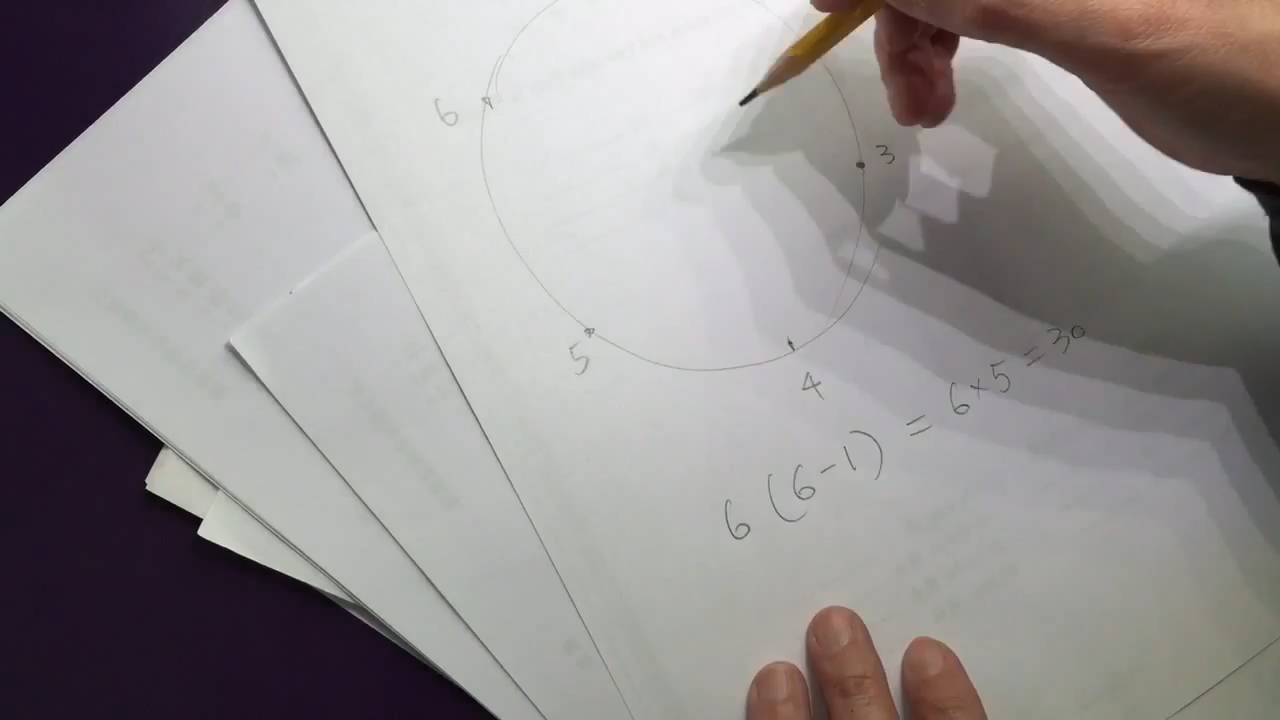 6
3
5
4
6 (6-1) = 6×5 = 30